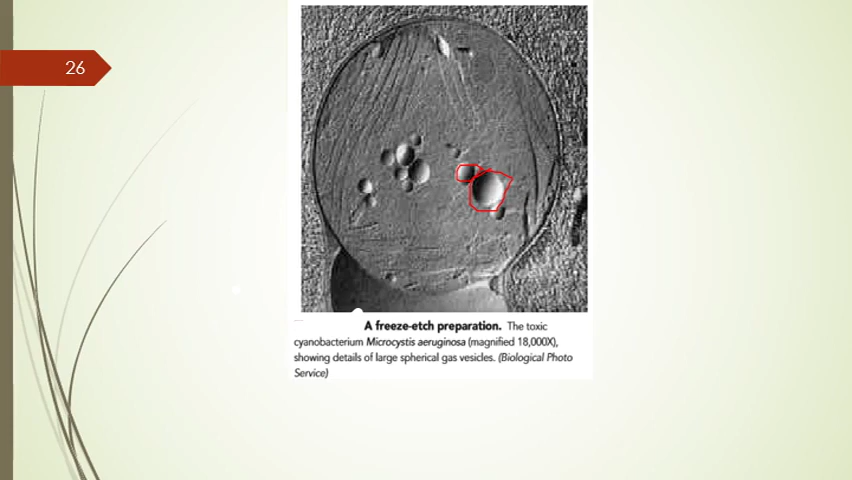 26
A freeze-etch preparation. The toxic
cyanobacterium Microcystis aeruginosa (magnified 18,000X),
showing details of large spherical gas vesicles. (Biological Photo
Service)